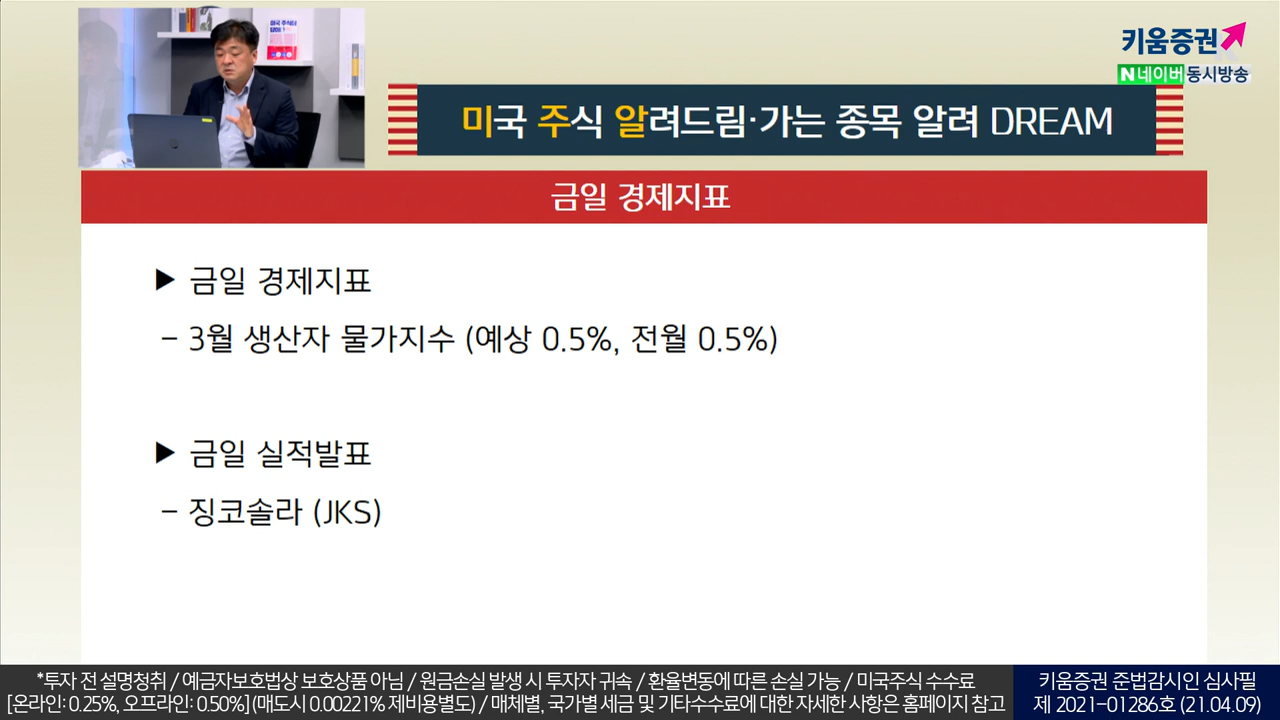 미국 주식이
키움증권
N 네이버 동시방송
미국 주식 알려드림·가는 종목 알려 DREAM
금일 경제지표
▶ 금일 경제지표
- 3월 생산자 물가지수 (예상 0.5%, 전월 0.5%)
▶ 금일 실적발표
- 징코솔라 (JKS)
*투자 전 설명청취 / 예금자보호법상 보호상품 아님 / 원금손실 발생 시 투자자 귀속 / 환율변동에 따른 손실 가능 / 미국주식 수수료
[온라인: 0.25%, 오프라인: 0.50%] (매도시 0.00221% 제비용별도) / 매체별, 국가별 세금 및 기타수수료에 대한 자세한 사항은 홈페이지 참고
키움증권 준법감시인 심사필
제 2021-01286호 (21.04.09)